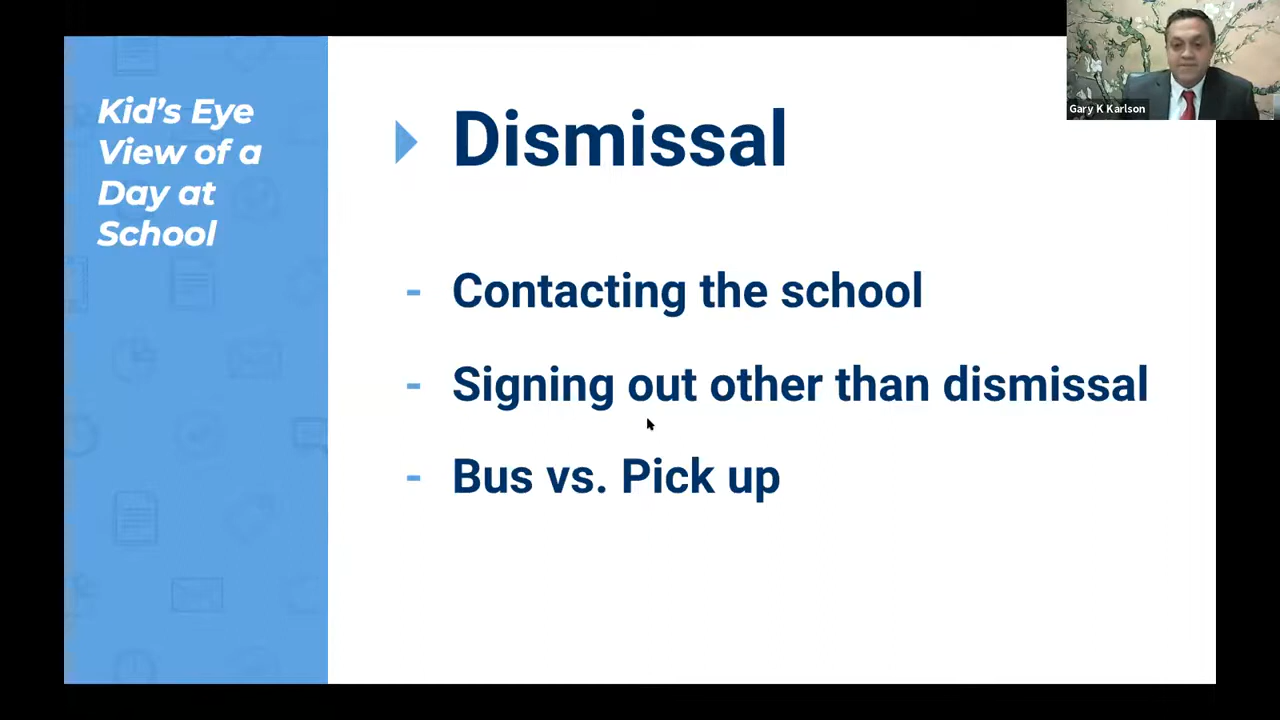 Kid’s Eye
View of a
Day at
School
Dismissal
- Contacting the school
- Signing out other than dismissal
- Bus vs. Pick up
Gary K Karlson